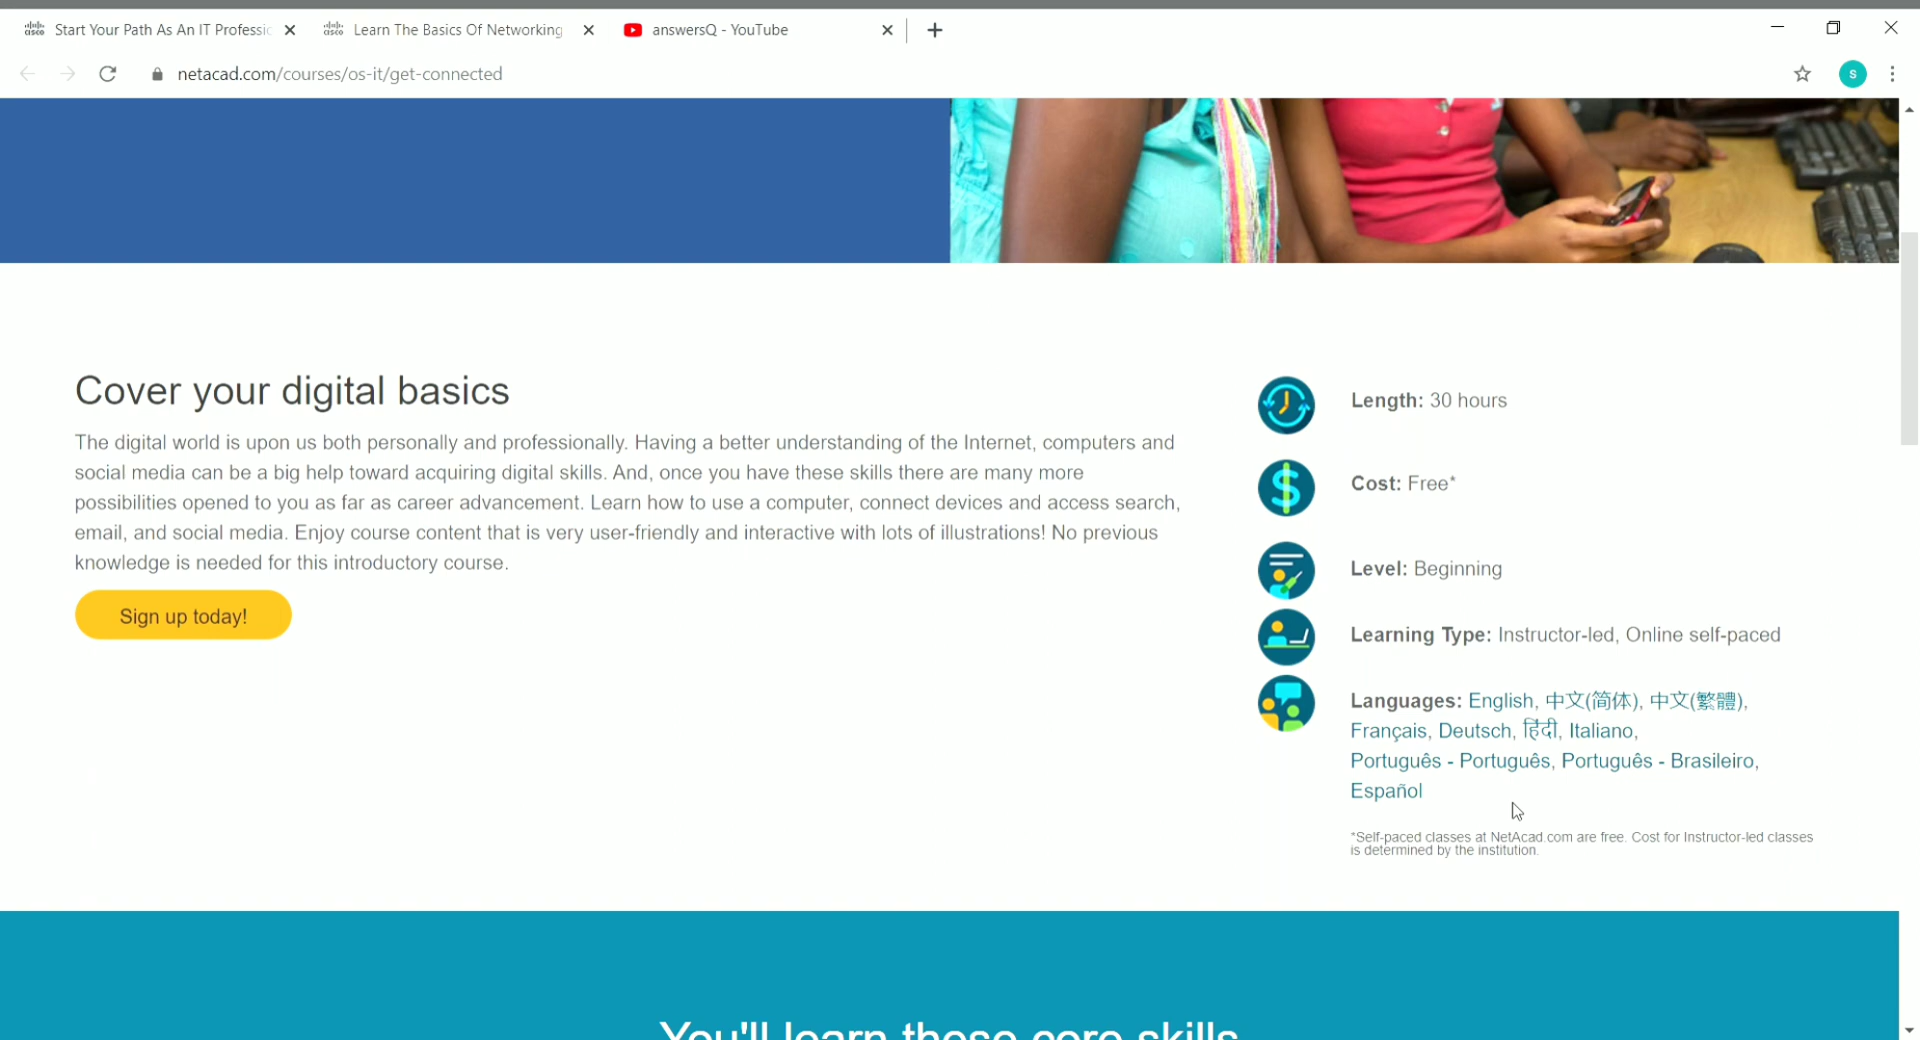 Start Your Path As An IT Professic
Learn The Basics Of Networking
answersQ - YouTube
netacad.com/courses/os-it/get-connected
S
Cover your digital basics
The digital world is upon us both personally and professionally. Having a better understanding of the Internet, computers and
social media can be a big help toward acquiring digital skills. And, once you have these skills there are many more
possibilities opened to you as far as career advancement. Learn how to use a computer, connect devices and access search,
email, and social media. Enjoy course content that is very user-friendly and interactive with lots of illustrations! No previous
knowledge is needed for this introductory course.
Sign up today!
Length: 30 hours
Cost: Free*
Level: Beginning
Learning Type: Instructor-led, Online self-paced
Languages: English, 中文(简体), 中文(繁體),
Français, Deutsch, हिंदी, Italiano,
Português - Português, Português - Brasileiro,
Español
*Self-paced classes at NetAcad.com are free. Cost for Instructor-led classes
is determined by the institution.
You'll learn these core skills